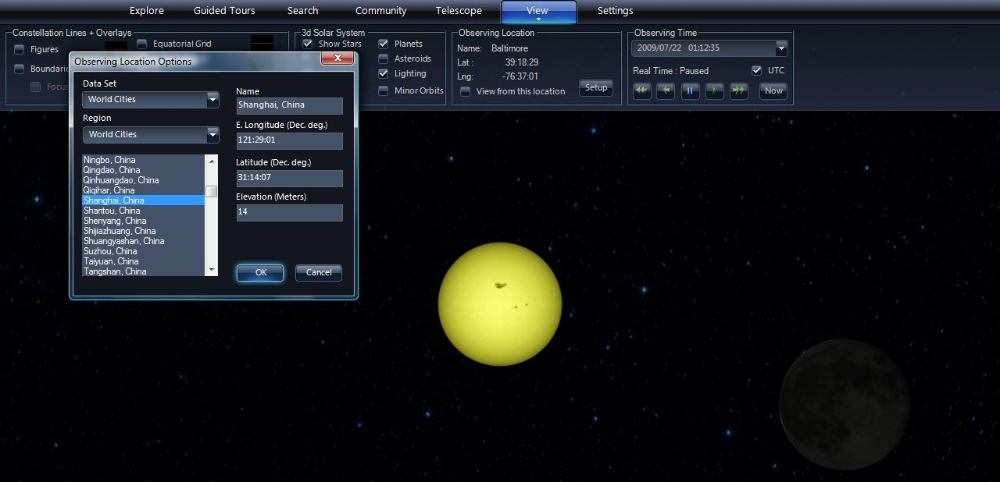 Explore Guided Tours Search Community Telescope View Settings
Constellation Lines + Overlays
Figures Equatorial Grid
Boundarie
Focus
3d Solar System
Show Stars Planets
Asteroids
Lighting
Minor Orbits
Observing Location
Name: Baltimore
Lat : 39:18:29
Lng: -76:37:01
View from this location Setup
Observing Time
2009/07/22 01:12:35
Real Time : Paused UTC
Now
Observing Location Options
Data Set
World Cities
Region
World Cities
Ningbo, China
Qingdao, China
Qinhuangdao, China
Qiqihar, China
Shanghai, China
Shantou, China
Shenyang, China
Shijiazhuang, China
Shuangyashan, China
Suzhou, China
Taiyuan, China
Tangshan, China
Name
Shanghai, China
E. Longitude (Dec. deg.)
121:29:01
Latitude (Dec. deg.)
31:14:07
Elevation (Meters)
14
OK Cancel